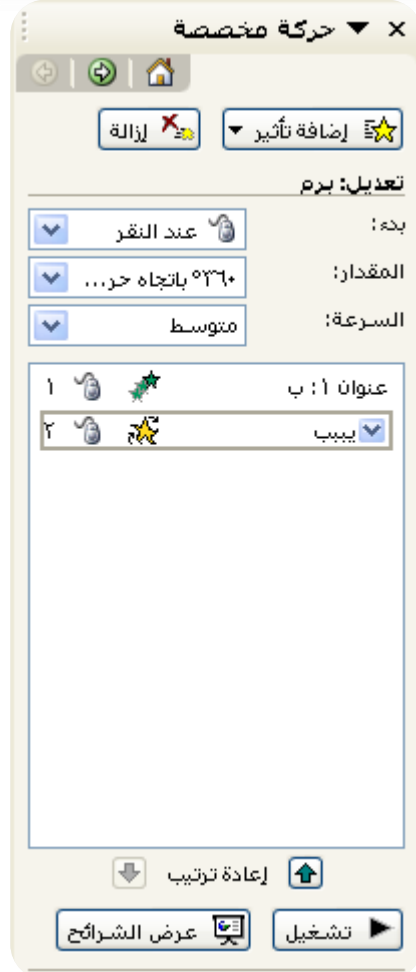 حركة مخصصة
إضافة تأثير إزالة
تعديل: برم
بدء: عند النقر
المقدار: ٣٦٠° باتجاه حر...
السرعة: متوسط
عنوان ١: ب ١
يببب ٢
إعادة ترتيب
تشغيل عرض الشرائح